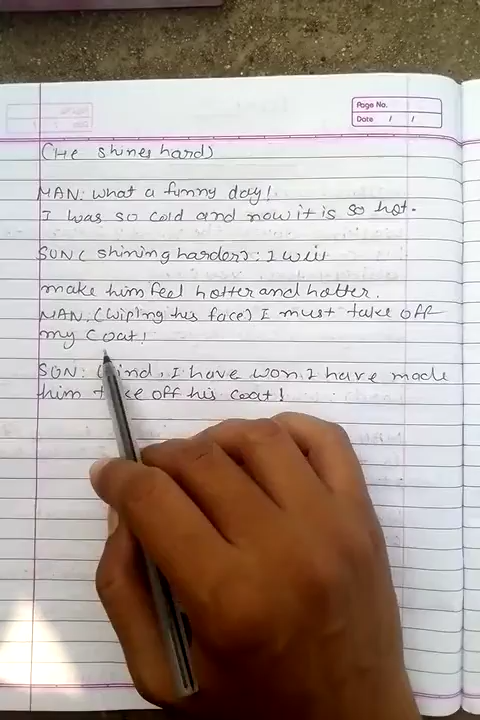 Page No.
Date / /
(He shines hard)
MAN: what a funny day!
I was so cold and now it is so hot.
SUN( shining harder): I will
make him feel hotter and hotter.
MAN: (wiping his face) I must take off
my coat!
SUN: wind, I have won. I have made
him take off his coat!